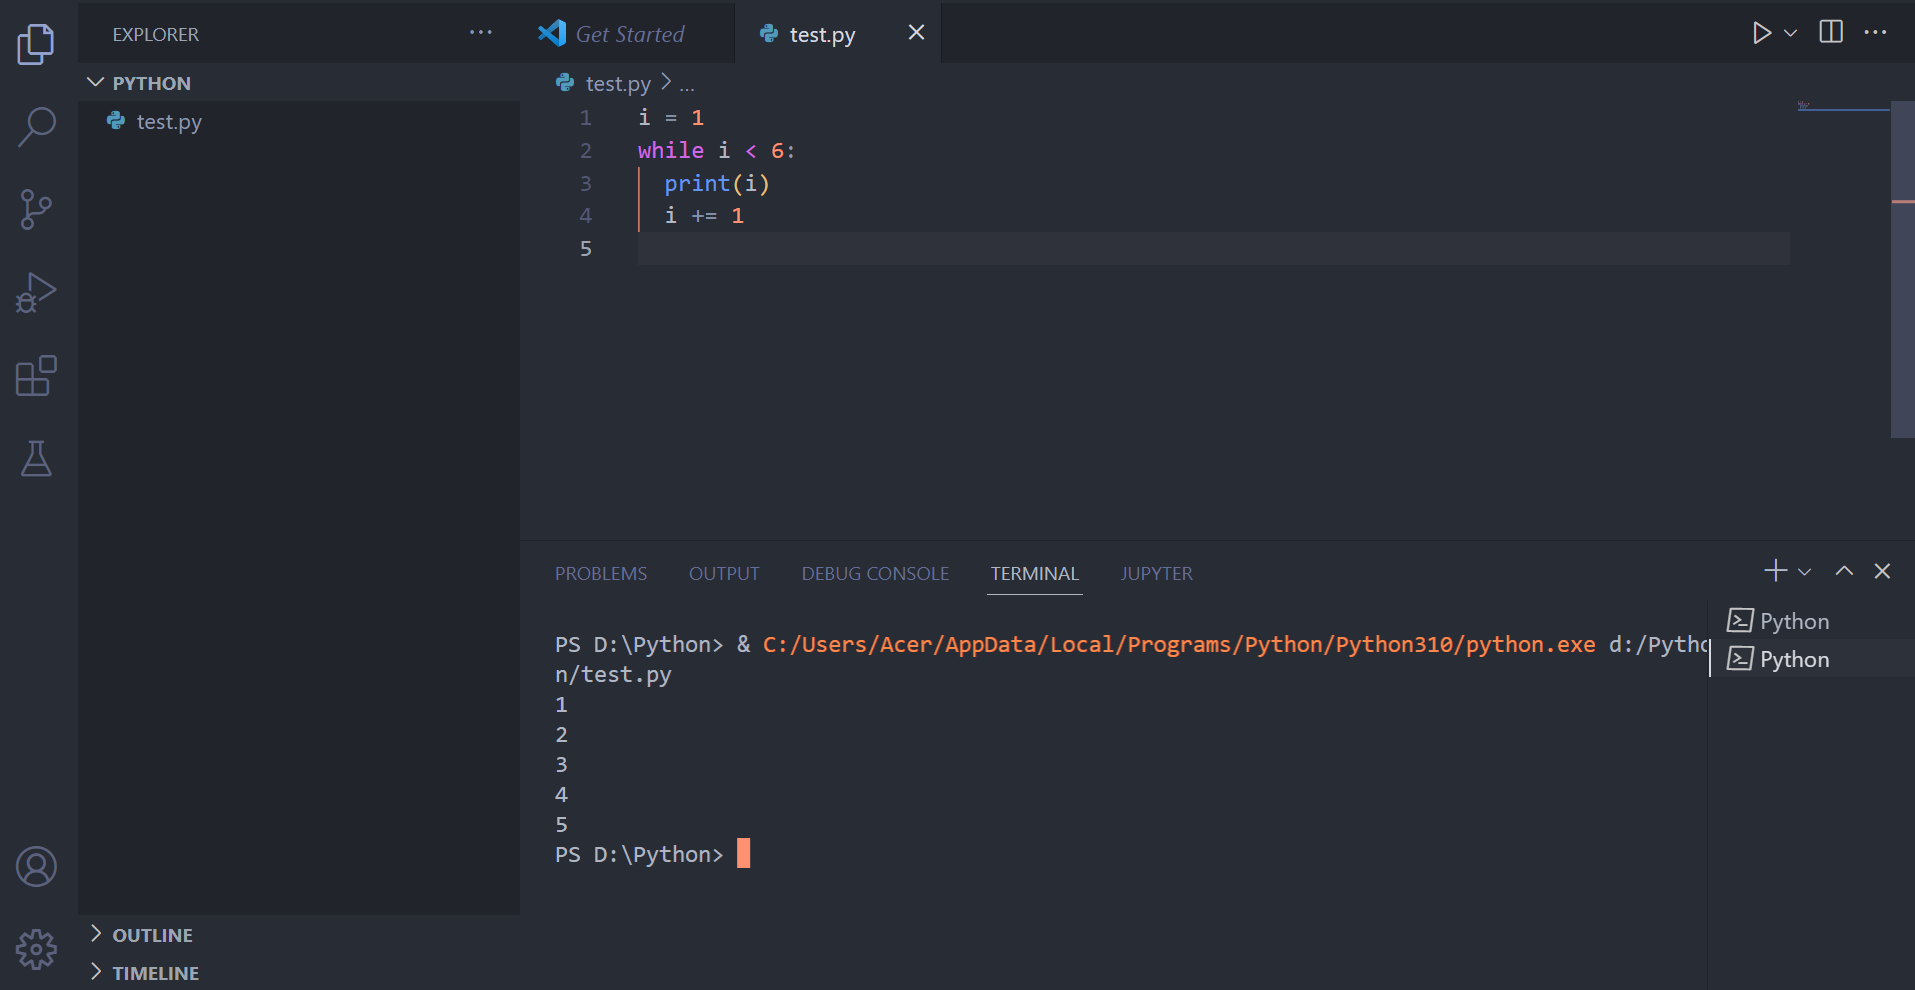 EXPLORER
Get Started
test.py
PYTHON
test.py
test.py > ...
1 i = 1
2 while i < 6:
3   print(i)
4   i += 1
5
PROBLEMS OUTPUT DEBUG CONSOLE TERMINAL JUPYTER
PS D:\Python> & C:/Users/Acer/AppData/Local/Programs/Python/Python310/python.exe d:/Pytho
n/test.py
1
2
3
4
5
PS D:\Python>
Python
Python
OUTLINE
TIMELINE